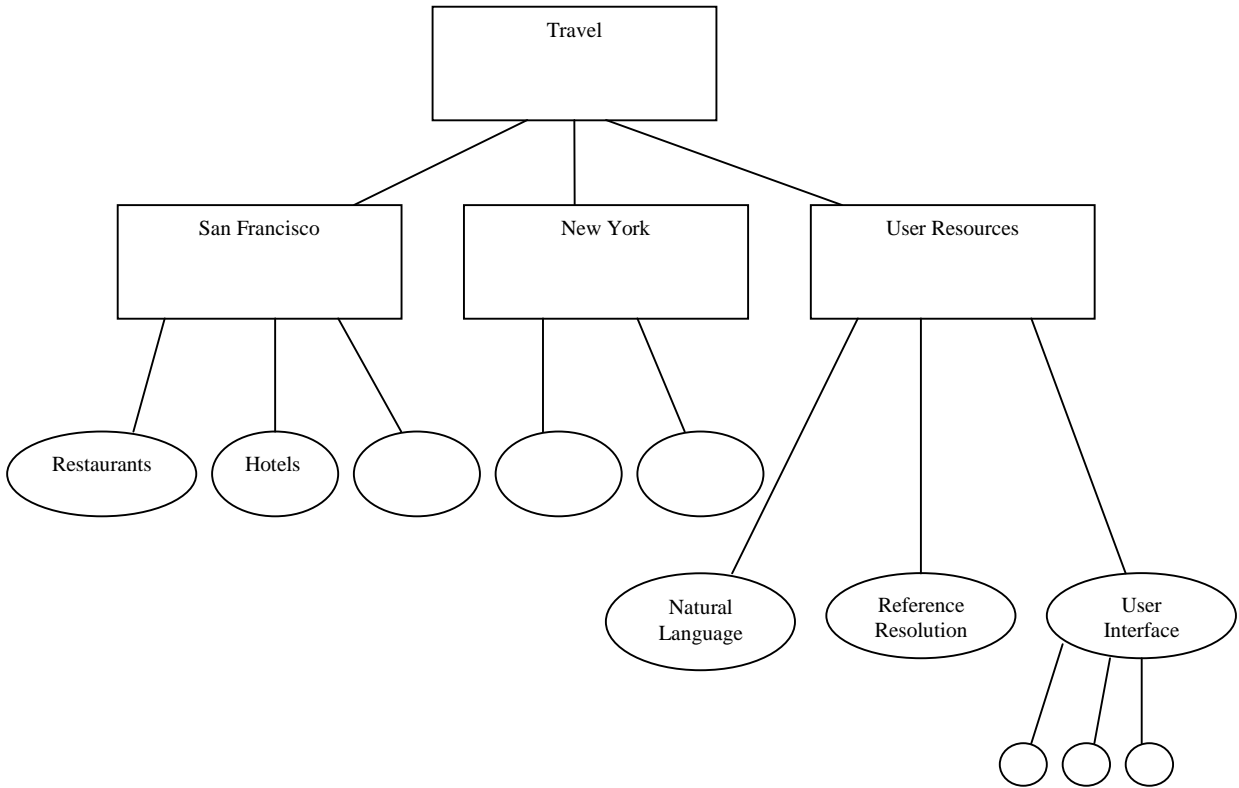 Travel
San Francisco
New York
User Resources
Restaurants
Hotels
Natural
Language
Reference
Resolution
User
Interface